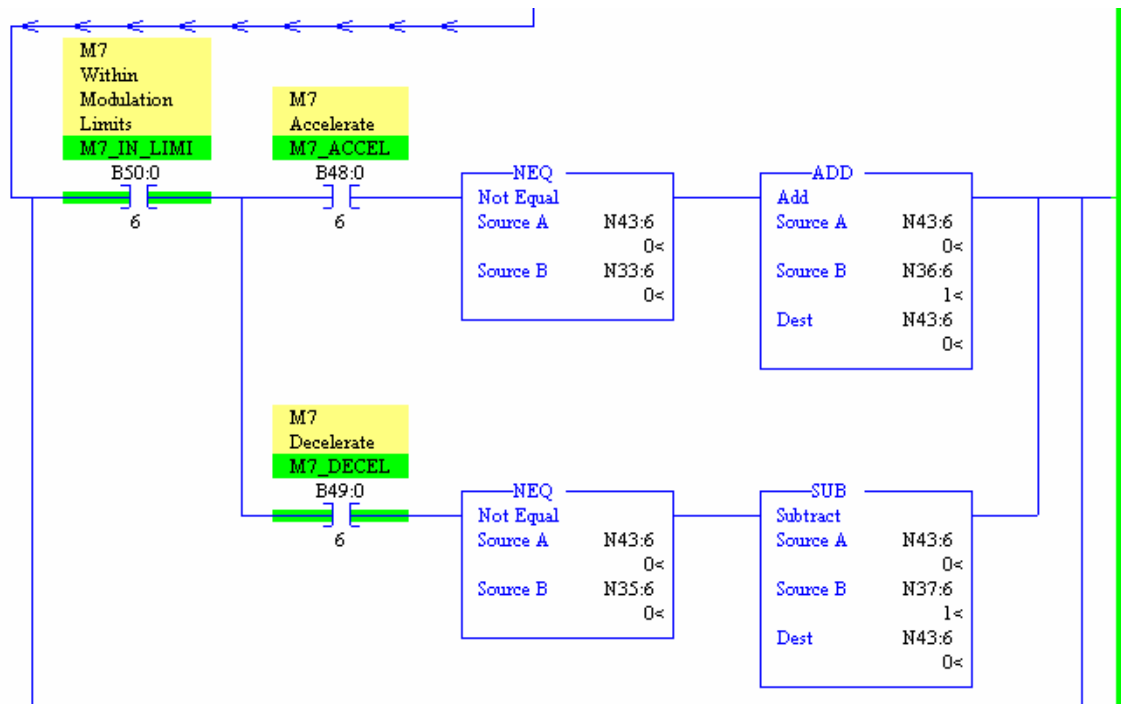 M7
Within
Modulation
Limits
M7_IN_LIMI
B50:0
6
M7
Accelerate
M7_ACCEL
B48:0
6
NEQ
Not Equal
Source A N43:6
0<
Source B N33:6
0<
ADD
Add
Source A N43:6
0<
Source B N36:6
1<
Dest N43:6
0<
M7
Decelerate
M7_DECEL
B49:0
6
NEQ
Not Equal
Source A N43:6
0<
Source B N35:6
0<
SUB
Subtract
Source A N43:6
0<
Source B N37:6
1<
Dest N43:6
0<